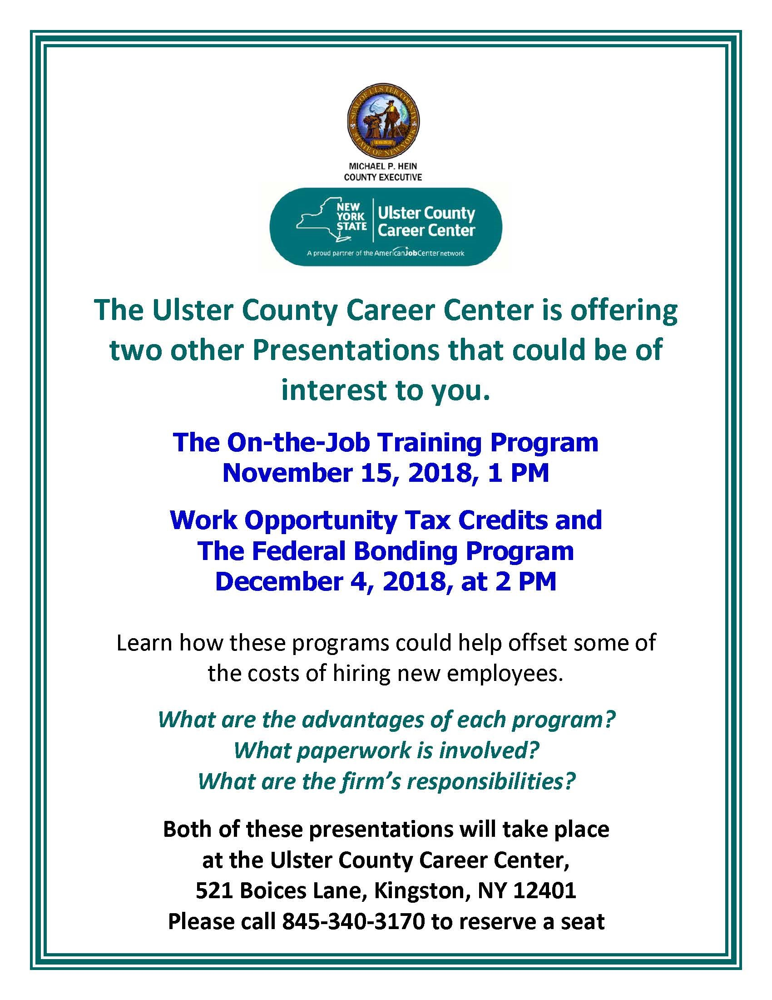 SEAL OF ULSTER COUNTY
STATE OF NEW YORK
1683
MICHAEL P. HEIN
COUNTY EXECUTIVE
NEW
YORK
STATE
Ulster County
Career Center
A proud partner of the AmericanJobCenter network
The Ulster County Career Center is offering
two other Presentations that could be of
interest to you.
The On-the-Job Training Program
November 15, 2018, 1 PM
Work Opportunity Tax Credits and
The Federal Bonding Program
December 4, 2018, at 2 PM
Learn how these programs could help offset some of
the costs of hiring new employees.
What are the advantages of each program?
What paperwork is involved?
What are the firm’s responsibilities?
Both of these presentations will take place
at the Ulster County Career Center,
521 Boices Lane, Kingston, NY 12401
Please call 845-340-3170 to reserve a seat